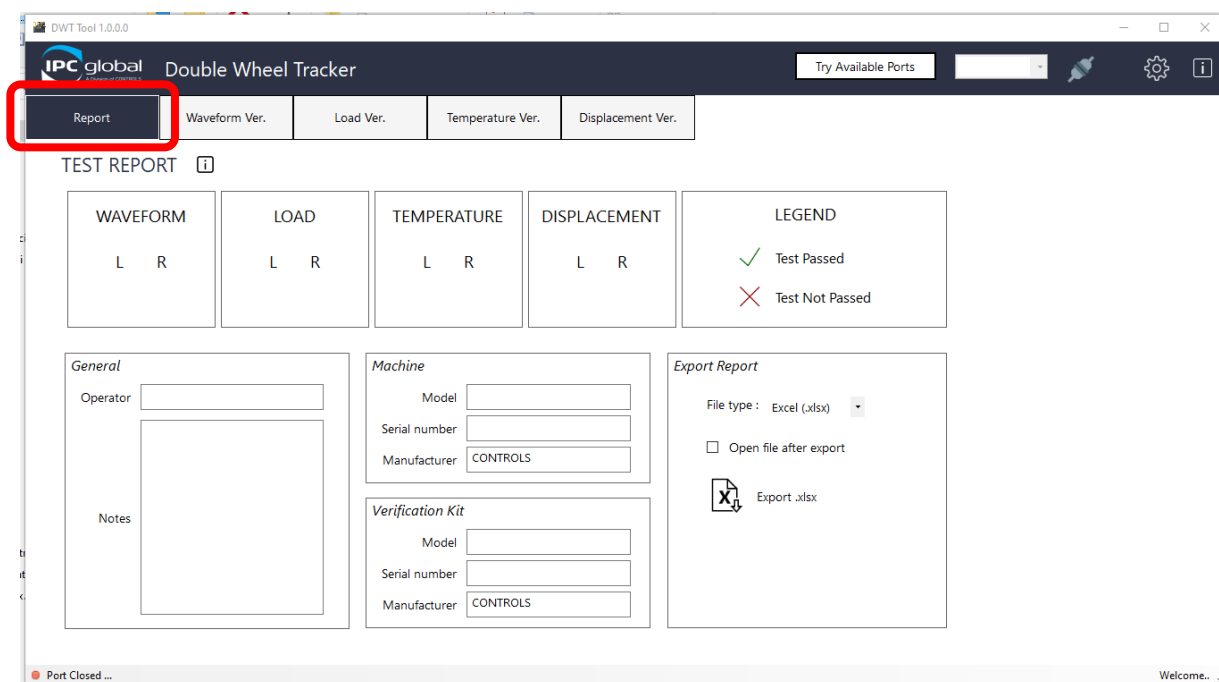 DWT Tool 1.0.0.0
IPC global
A Division of CONTROLS
Double Wheel Tracker
Try Available Ports
Report
Waveform Ver.
Load Ver.
Temperature Ver.
Displacement Ver.
TEST REPORT
WAVEFORM
L R
LOAD
L R
TEMPERATURE
L R
DISPLACEMENT
L R
LEGEND
Test Passed
Test Not Passed
General
Operator
Notes
Machine
Model
Serial number
Manufacturer CONTROLS
Verification Kit
Model
Serial number
Manufacturer CONTROLS
Export Report
File type : Excel (.xlsx)
Open file after export
Export .xlsx
Port Closed ...
Welcome..